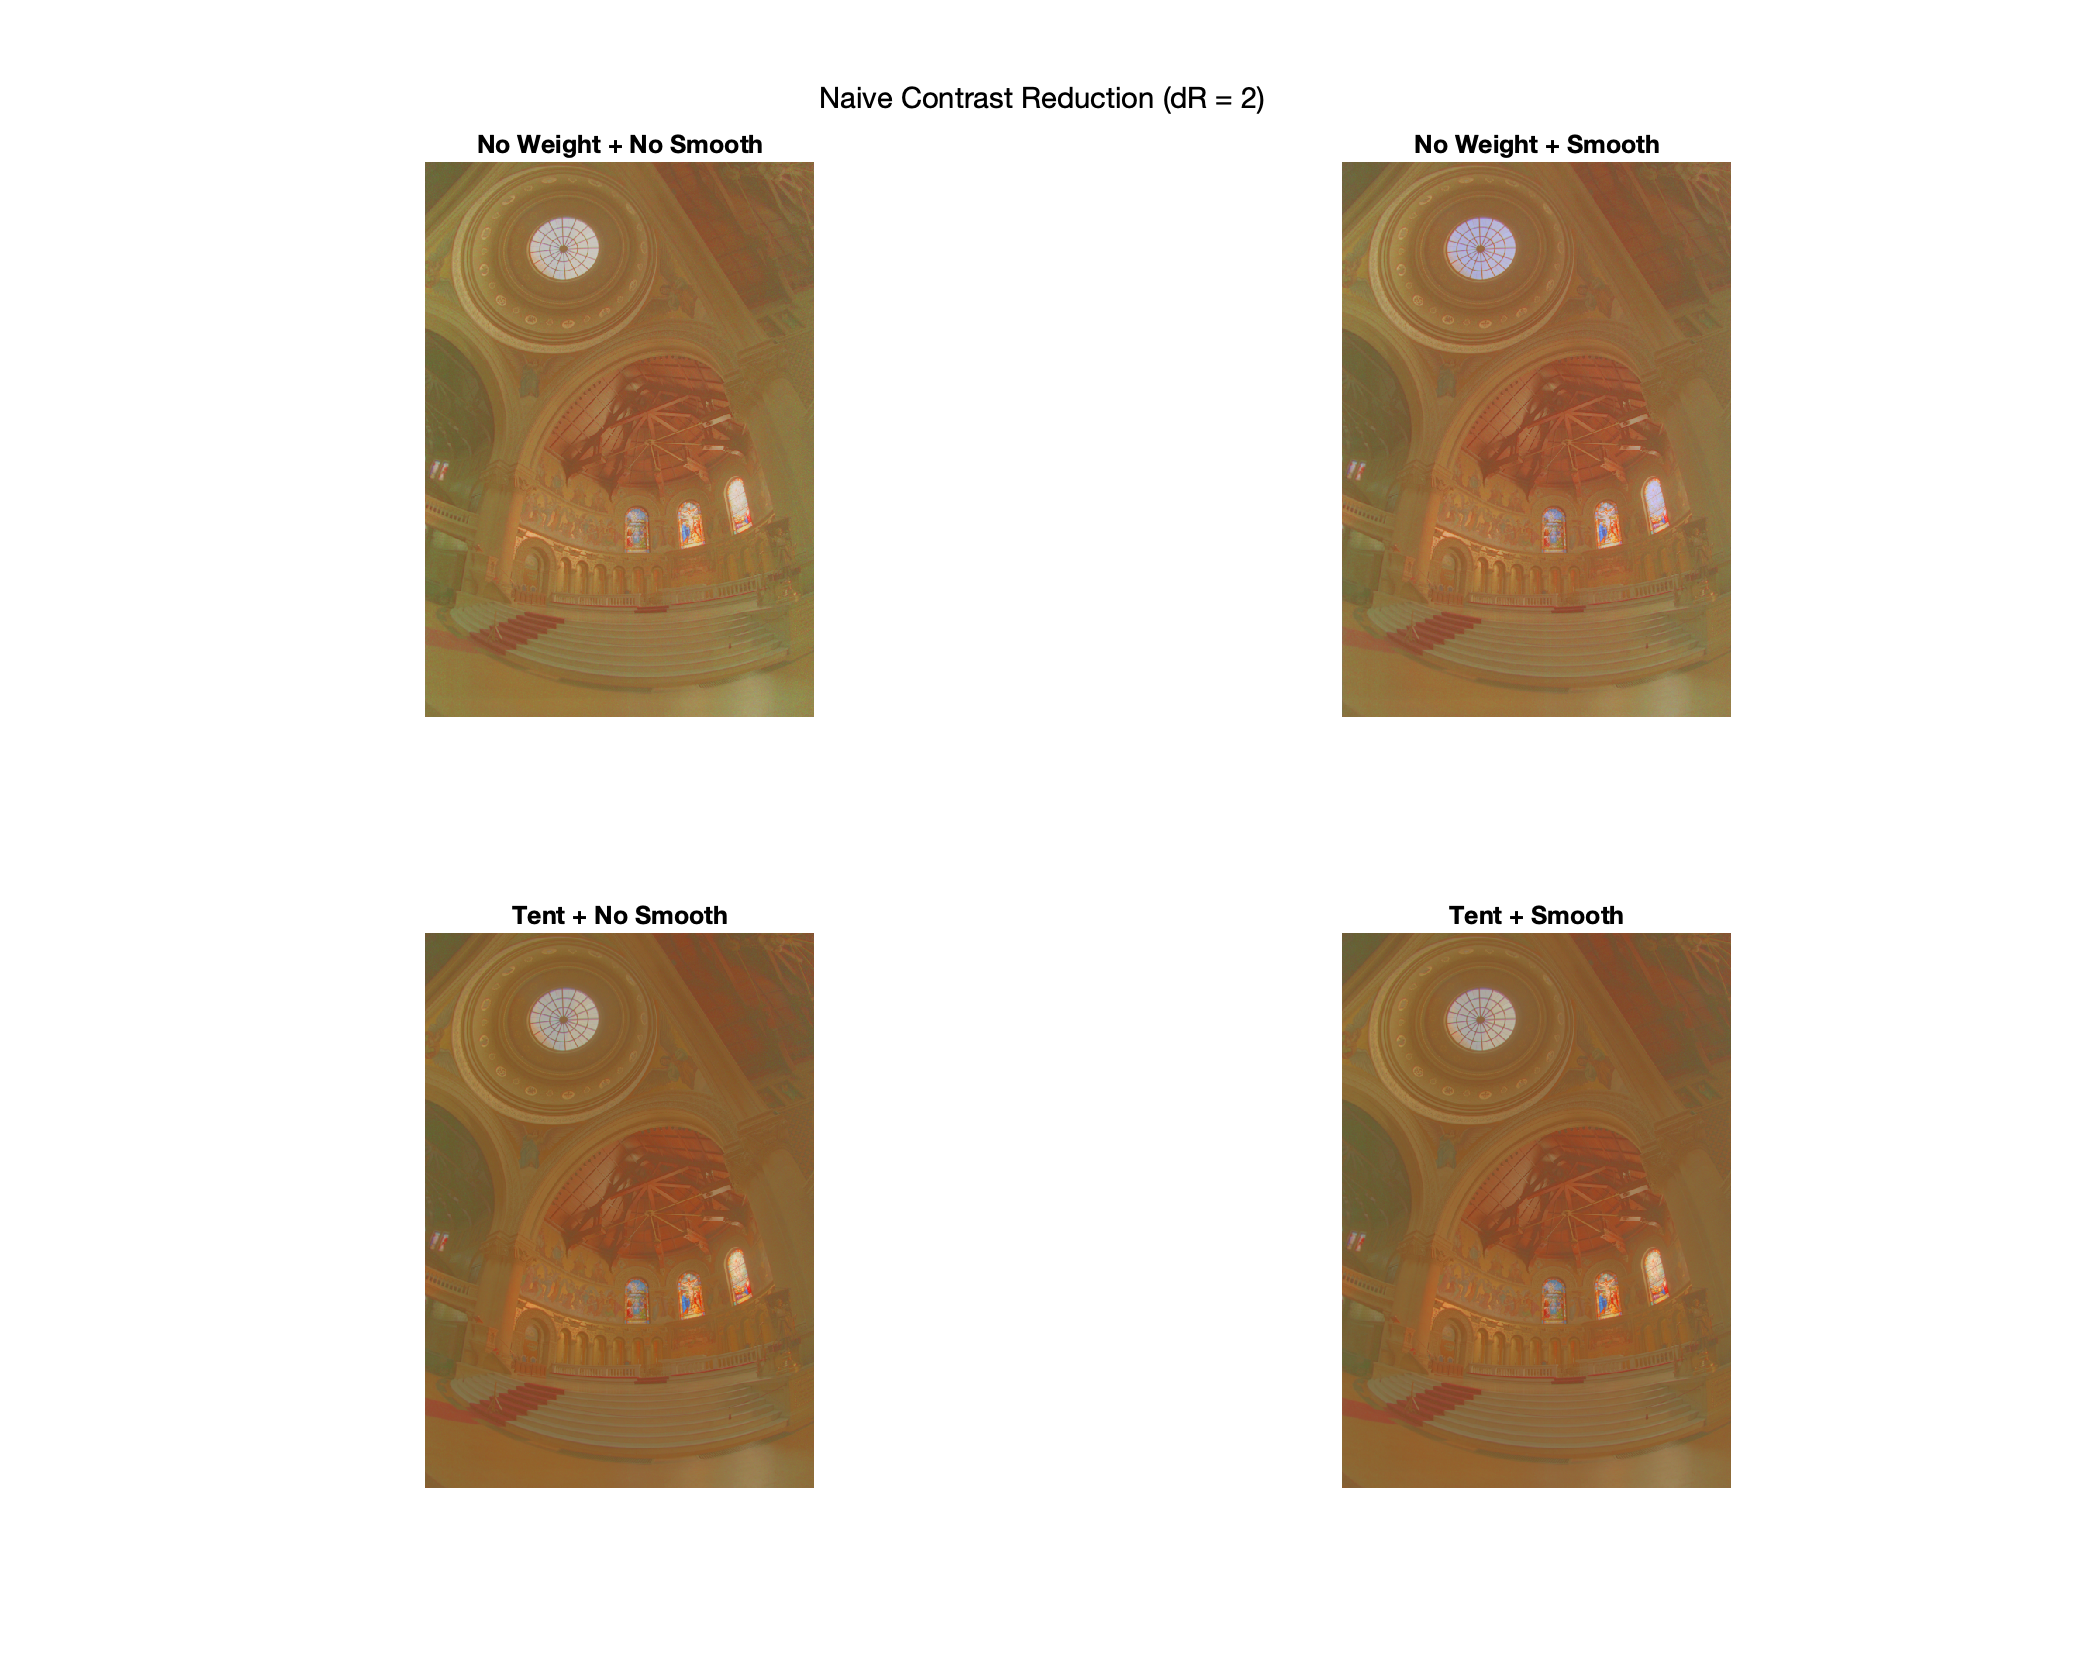 Naive Contrast Reduction (dR = 2)
No Weight + No Smooth
No Weight + Smooth
Tent + No Smooth
Tent + Smooth